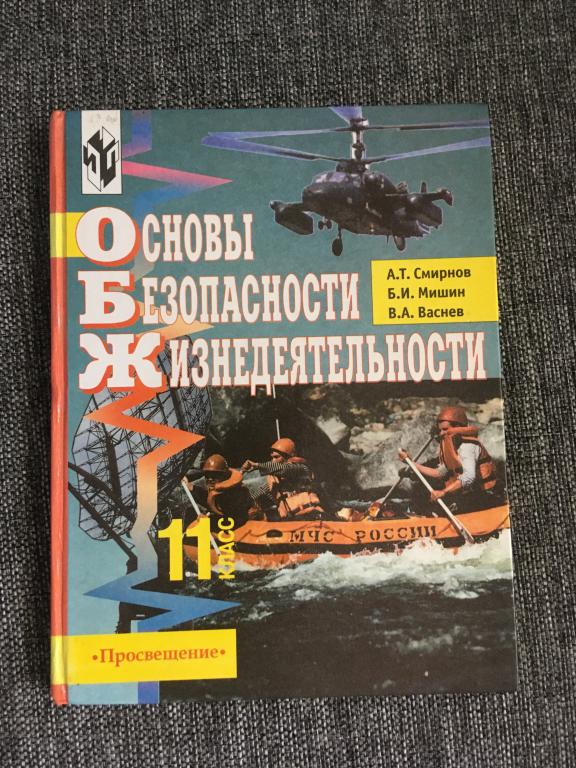 ОСНОВЫ
БЕЗОПАСНОСТИ
ЖИЗНЕДЕЯТЕЛЬНОСТИ
А.Т. Смирнов
Б.И. Мишин
В.А. Васнев
МЧС РОССИИ
11 КЛАСС
•Просвещение•